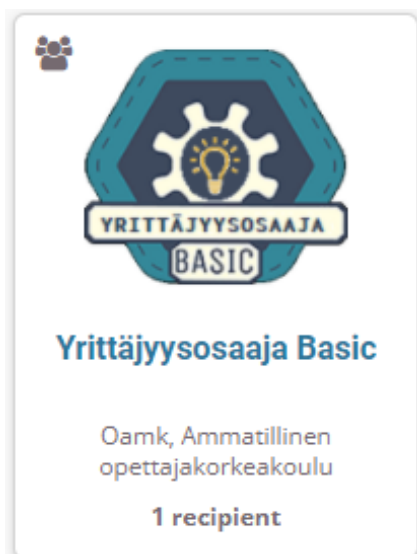 YRITTÄJYYSOSAAJA
BASIC
Yrittäjyysosaaja Basic
Oamk, Ammatillinen
opettajakorkeakoulu
1 recipient